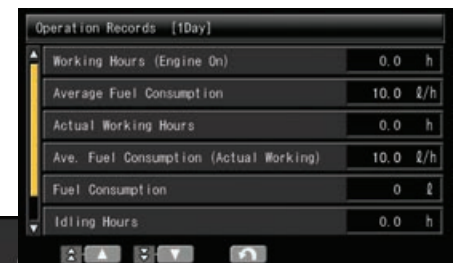 Operation Records [1Day]
Working Hours (Engine On) 0.0 h
Average Fuel Consumption 10.0 ℓ/h
Actual Working Hours 0.0 h
Ave. Fuel Consumption (Actual Working) 10.0 ℓ/h
Fuel Consumption 0 ℓ
Idling Hours 0.0 h